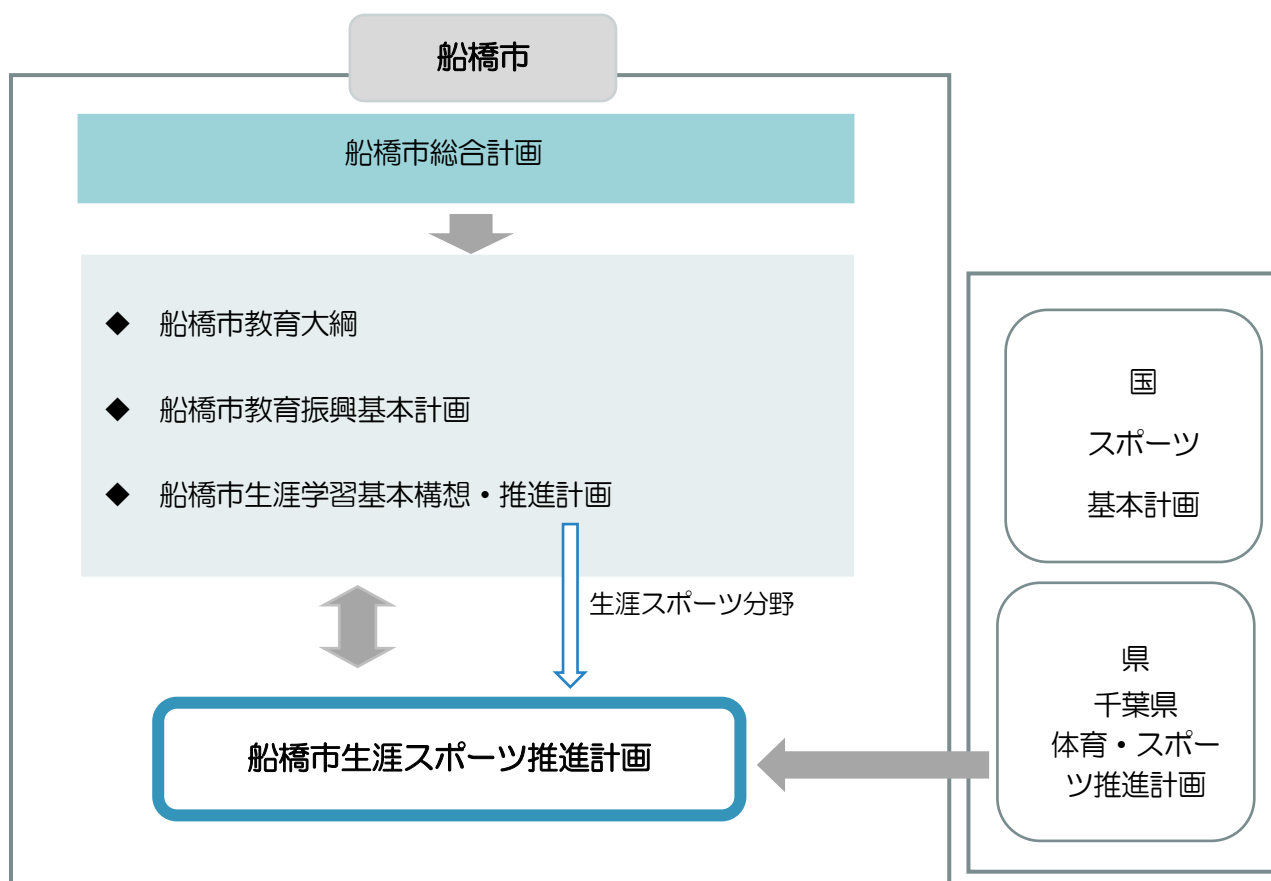 船橋市
船橋市総合計画
◆ 船橋市教育大綱
◆ 船橋市教育振興基本計画
◆ 船橋市生涯学習基本構想・推進計画
生涯スポーツ分野
船橋市生涯スポーツ推進計画
国
スポーツ
基本計画
県
千葉県
体育・スポー
ツ推進計画